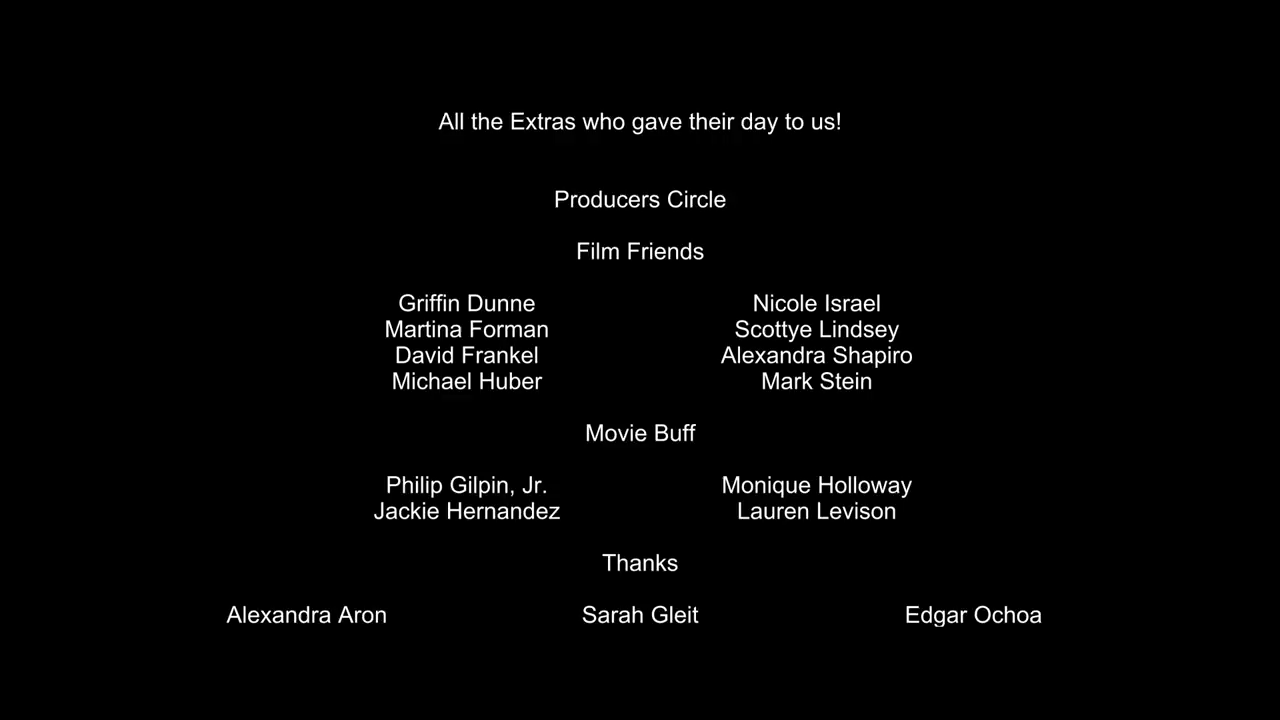 All the Extras who gave their day to us!
Producers Circle
Film Friends
Griffin Dunne Nicole Israel
Martina Forman Scottye Lindsey
David Frankel Alexandra Shapiro
Michael Huber Mark Stein
Movie Buff
Philip Gilpin, Jr. Monique Holloway
Jackie Hernandez Lauren Levison
Thanks
Alexandra Aron Sarah Gleit Edgar Ochoa